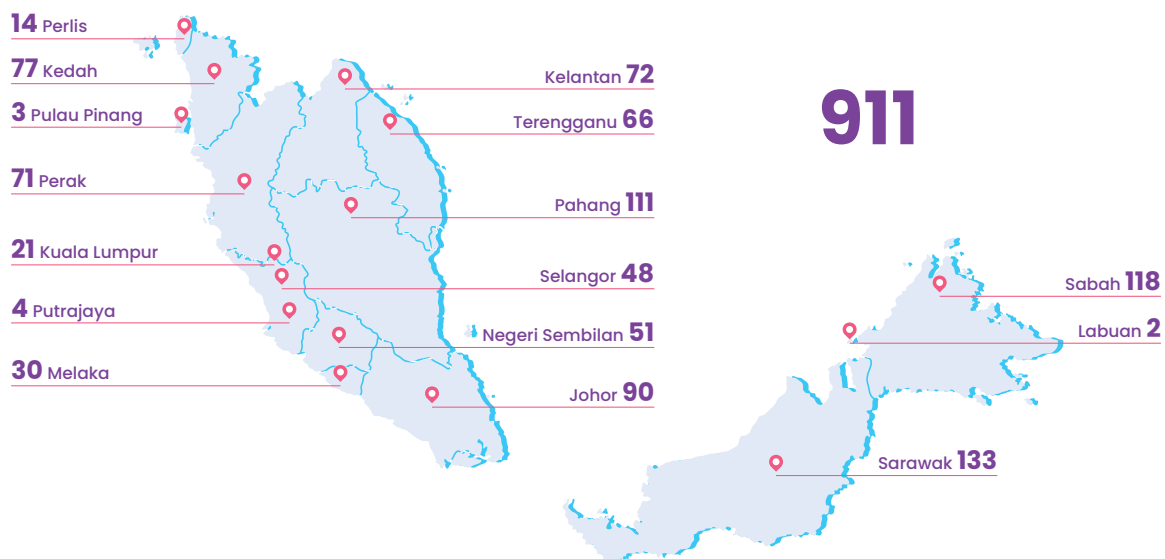 14 Perlis
77 Kedah
3 Pulau Pinang
71 Perak
21 Kuala Lumpur
4 Putrajaya
30 Melaka
Kelantan 72
Terengganu 66
Pahang 111
Selangor 48
Negeri Sembilan 51
Johor 90
911
Sabah 118
Labuan 2
Sarawak 133